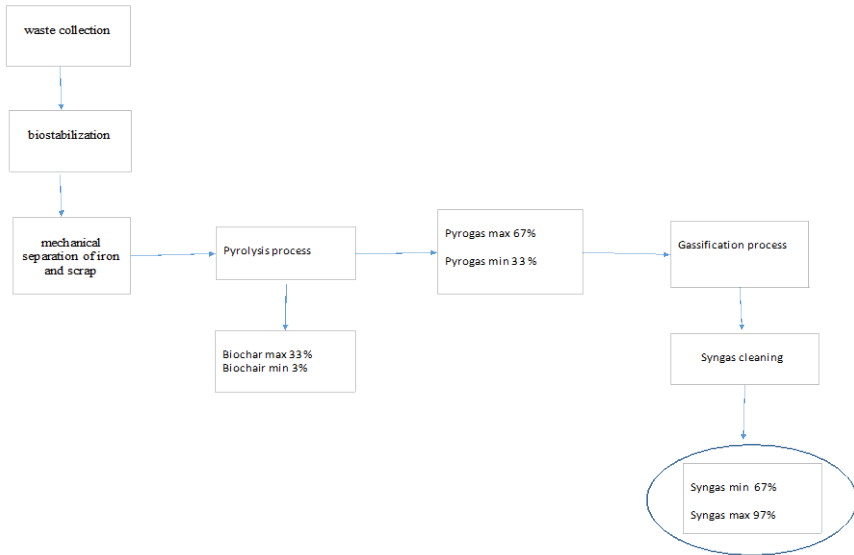 waste collection
biostabilization
mechanical
separation of iron
and scrap
Pyrolysis process
Biochar max 33%
Biochair min 3%
Pyrogas max 67%
Pyrogas min 33%
Gassification process
Syngas cleaning
Syngas min 67%
Syngas max 97%